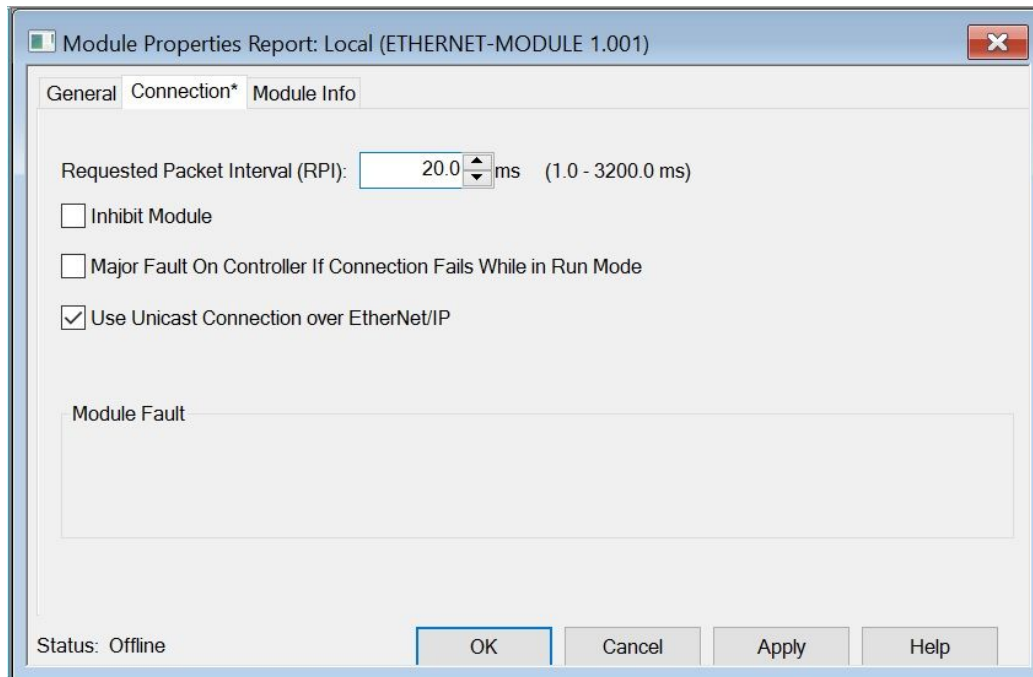 Module Properties Report: Local (ETHERNET-MODULE 1.001)
General Connection* Module Info
Requested Packet Interval (RPI): 20.0 ms (1.0 - 3200.0 ms)
Inhibit Module
Major Fault On Controller If Connection Fails While in Run Mode
Use Unicast Connection over EtherNet/IP
Module Fault
Status: Offline OK Cancel Apply Help